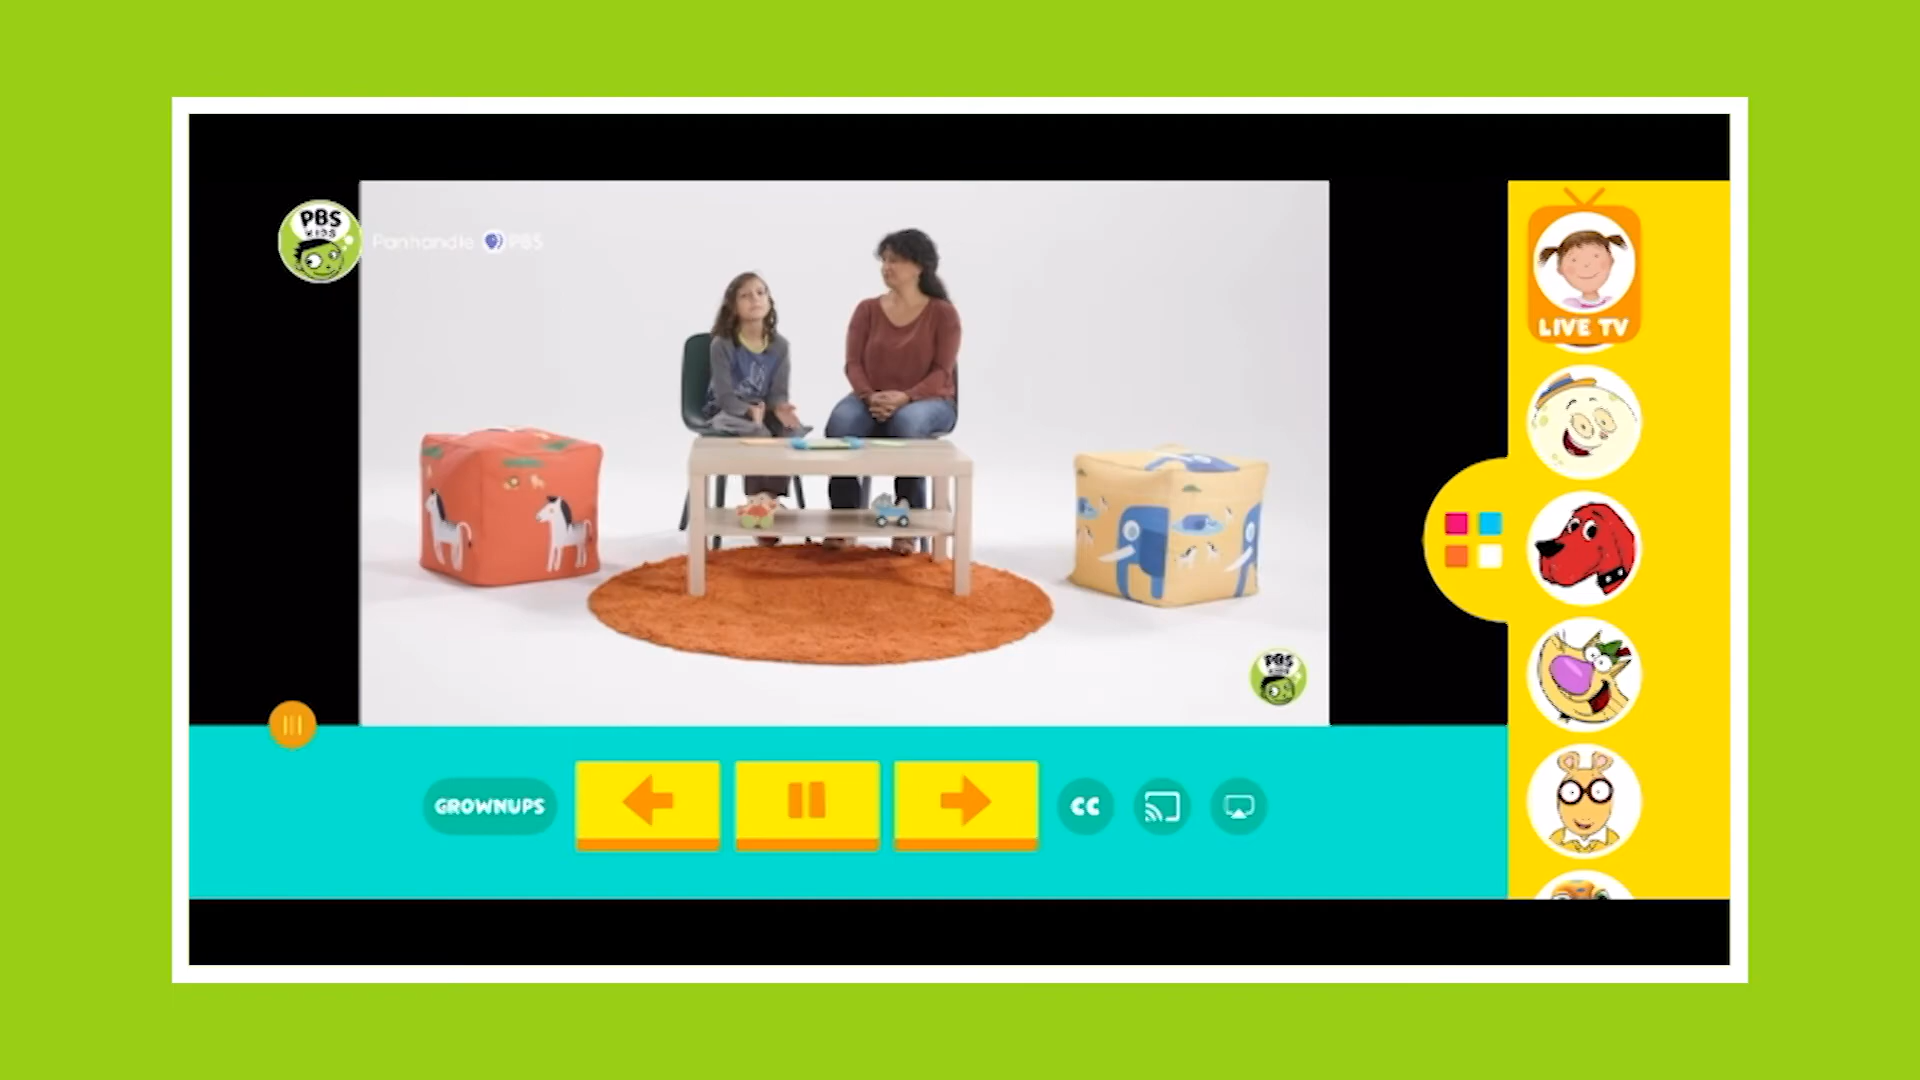 PBS
KIDS
Panhandle PBS
LIVE TV
PBS
KIDS
GROWNUPS
CC